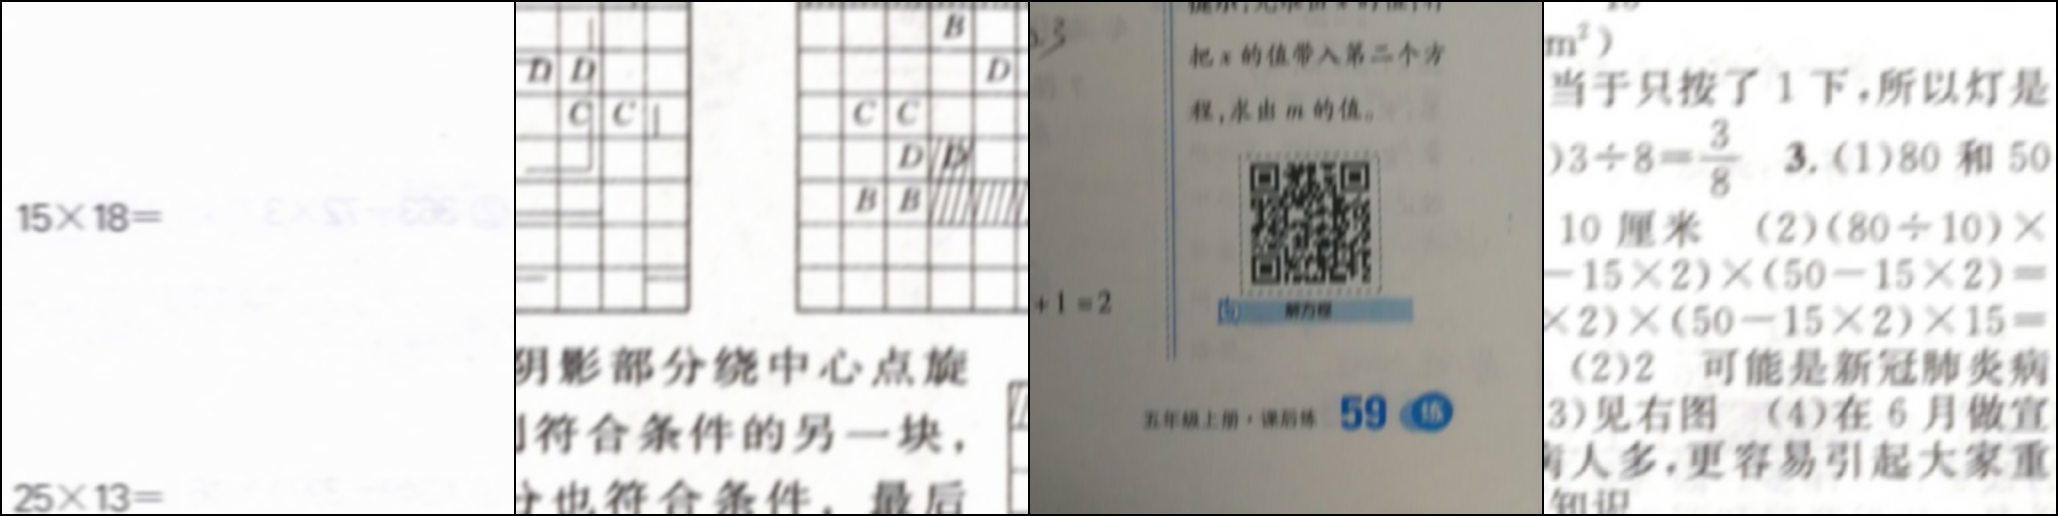 15×18=
25×13=
B
D D
D
C C
C C
D D
B B
阴影部分绕中心点旋
符合条件的另一块，
也符合条件，最后
把 x 的值带入第二个方
程，求出 m 的值。
+1=2
解方程
五年级上册·课后练 59 15
m²）
当于只按了 1 下，所以灯是
)3÷8=3/8 3.(1)80 和 50
10 厘米 (2)(80÷10)×
-15×2)×(50-15×2)=
×2)×(50-15×2)×15=
(2)2 可能是新冠肺炎病
3)见右图 (4)在 6 月做宣
病人多，更容易引起大家重
知识